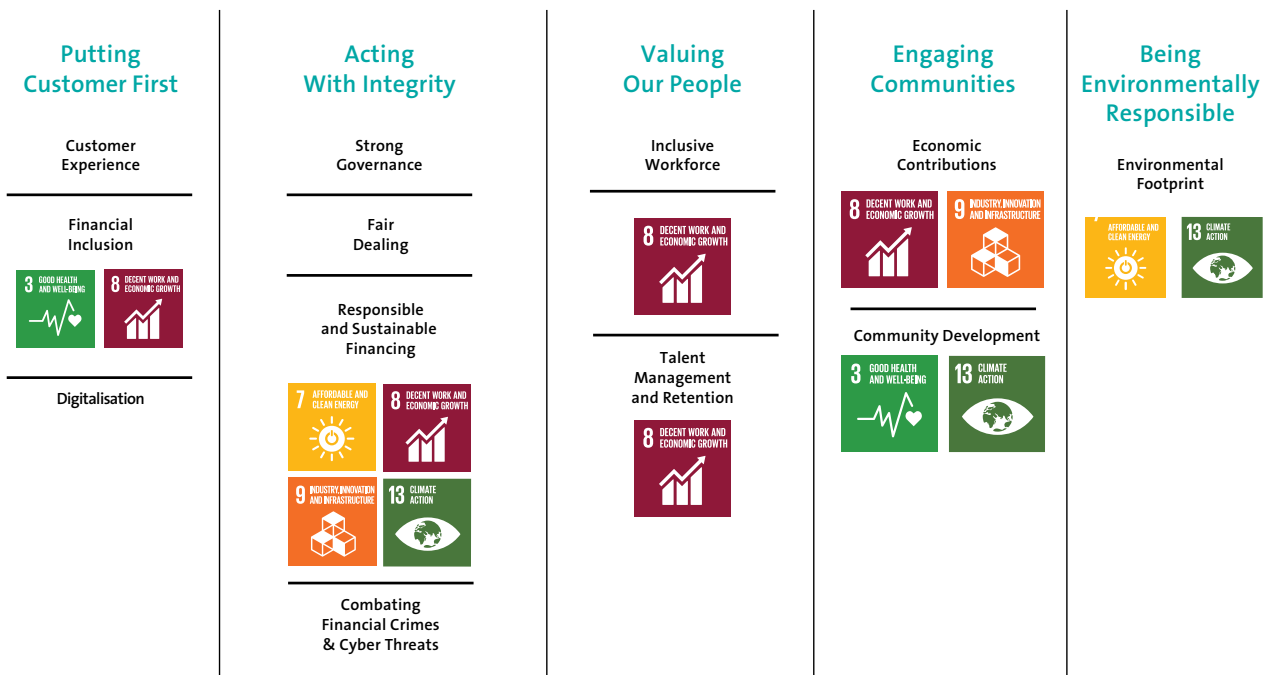 Putting
Customer First
Customer
Experience
Financial
Inclusion
3 GOOD HEALTH
AND WELL-BEING
8 DECENT WORK AND
ECONOMIC GROWTH
Digitalisation
Acting
With Integrity
Strong
Governance
Fair
Dealing
Responsible
and Sustainable
Financing
7 AFFORDABLE AND
CLEAN ENERGY
8 DECENT WORK AND
ECONOMIC GROWTH
9 INDUSTRY, INNOVATION
AND INFRASTRUCTURE
13 CLIMATE
ACTION
Combating
Financial Crimes
& Cyber Threats
Valuing
Our People
Inclusive
Workforce
8 DECENT WORK AND
ECONOMIC GROWTH
Talent
Management
and Retention
8 DECENT WORK AND
ECONOMIC GROWTH
Engaging
Communities
Economic
Contributions
8 DECENT WORK AND
ECONOMIC GROWTH
9 INDUSTRY, INNOVATION
AND INFRASTRUCTURE
Community Development
3 GOOD HEALTH
AND WELL-BEING
13 CLIMATE
ACTION
Being
Environmentally
Responsible
Environmental
Footprint
AFFORDABLE AND
CLEAN ENERGY
13 CLIMATE
ACTION